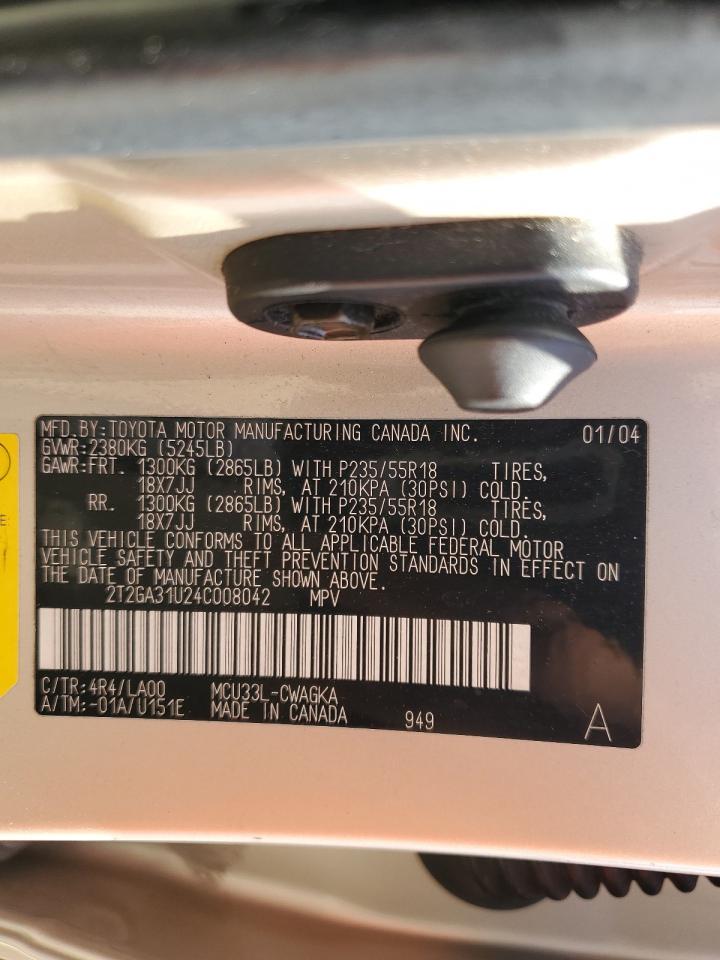 MFD.BY:TOYOTA MOTOR MANUFACTURING CANADA INC. 01/04
GVWR:2380KG (5245LB)
GAWR:FRT. 1300KG (2865LB) WITH P235/55R18 TIRES,
18X7JJ RIMS, AT 210KPA (30PSI) COLD.
RR. 1300KG (2865LB) WITH P235/55R18 TIRES,
18X7JJ RIMS, AT 210KPA (30PSI) COLD.
THIS VEHICLE CONFORMS TO ALL APPLICABLE FEDERAL MOTOR
VEHICLE SAFETY AND THEFT PREVENTION STANDARDS IN EFFECT ON
THE DATE OF MANUFACTURE SHOWN ABOVE.
2T2GA31U24C008042 MPV
C/TR:4R4/LA00 MCU33L-CWAGKA
A/TM:-01A/U151E MADE IN CANADA 949 A